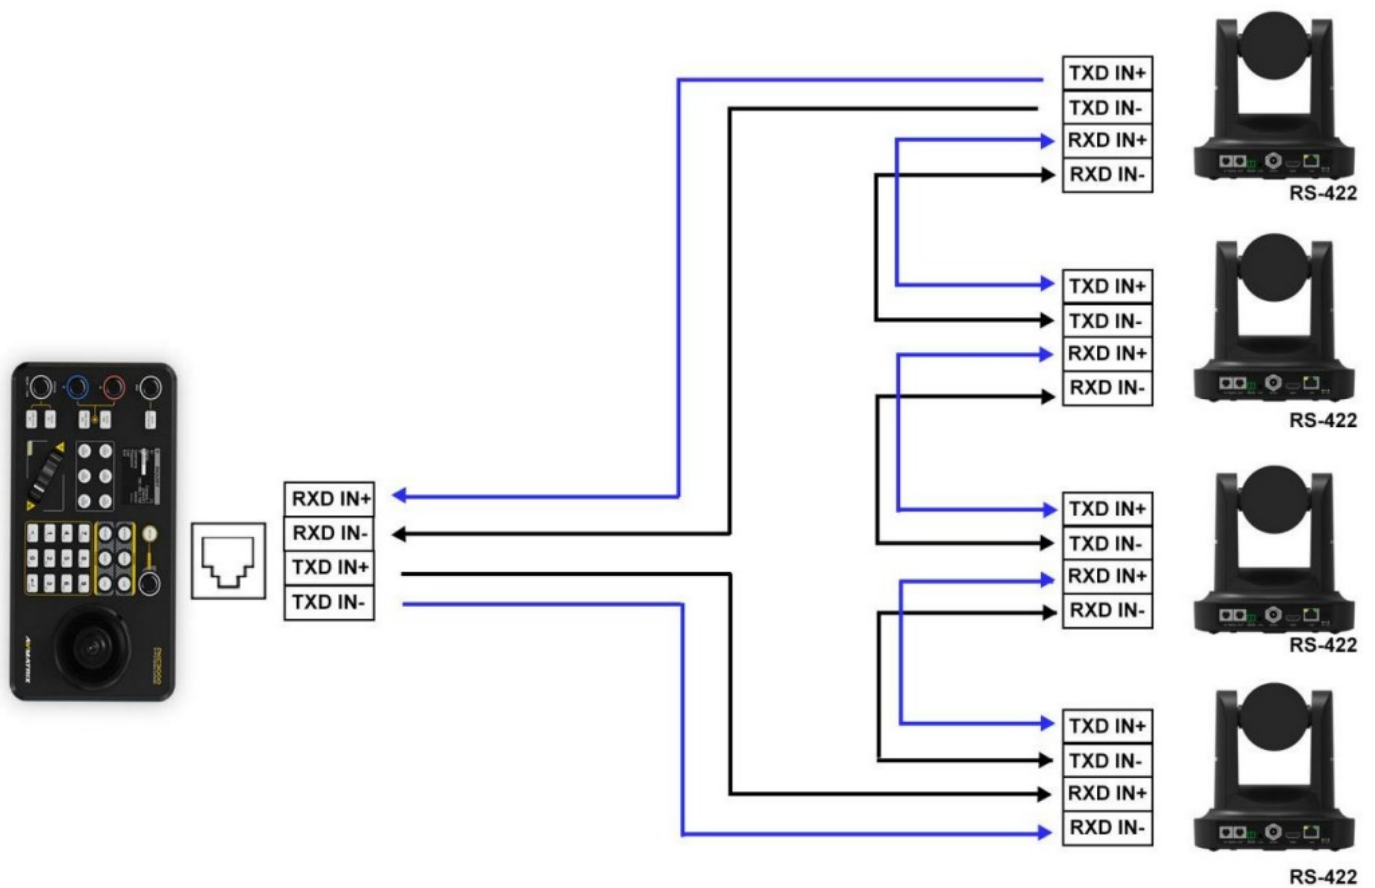 TXD IN+
TXD IN-
RXD IN+
RXD IN-
RS-422
TXD IN+
TXD IN-
RXD IN+
RXD IN-
RS-422
RXD IN+
RXD IN-
TXD IN+
TXD IN-
AVMATRIX
TXD IN+
TXD IN-
RXD IN+
RXD IN-
RS-422
TXD IN+
TXD IN-
RXD IN+
RXD IN-
RS-422